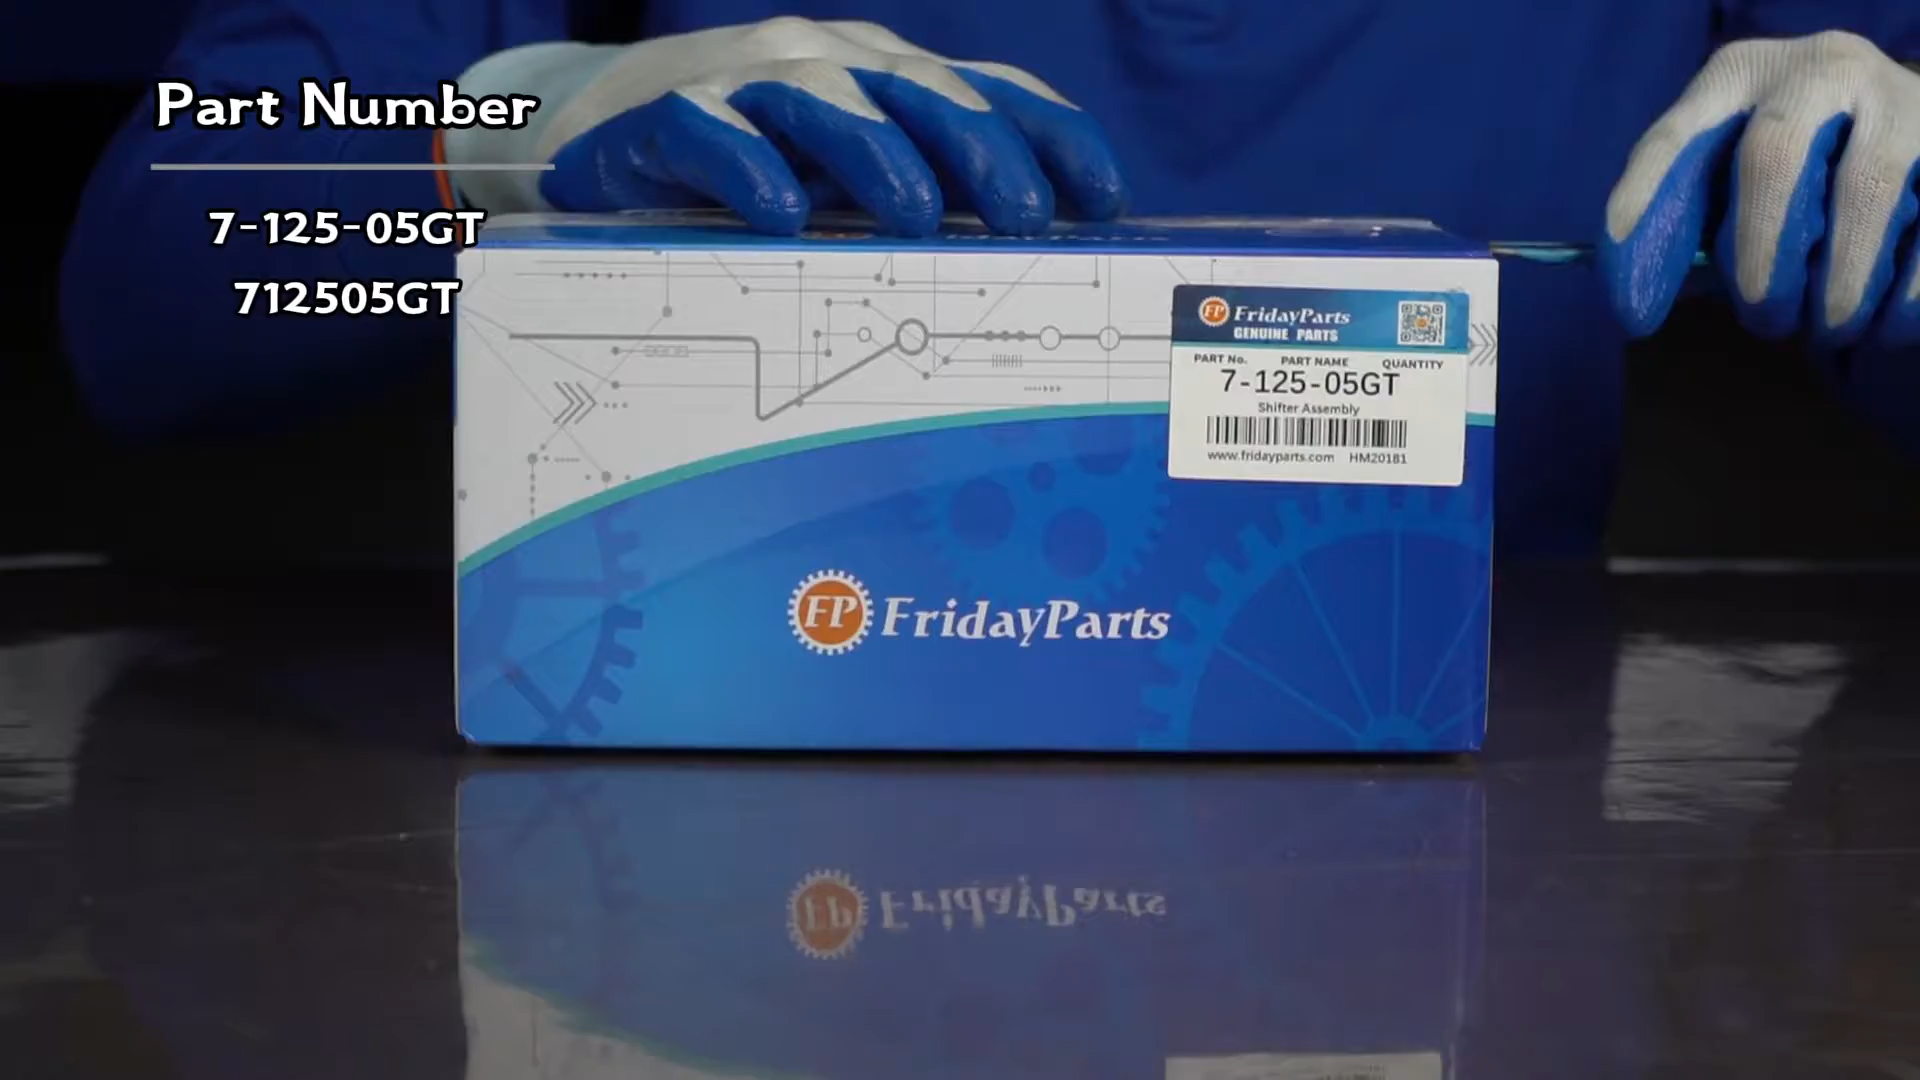 Part Number
7-125-05GT
712505GT
FridayParts
GENUINE PARTS
PART No. PART NAME QUANTITY
7-125-05GT
Shifter Assembly
www.fridayparts.com HM20181
FP FridayParts